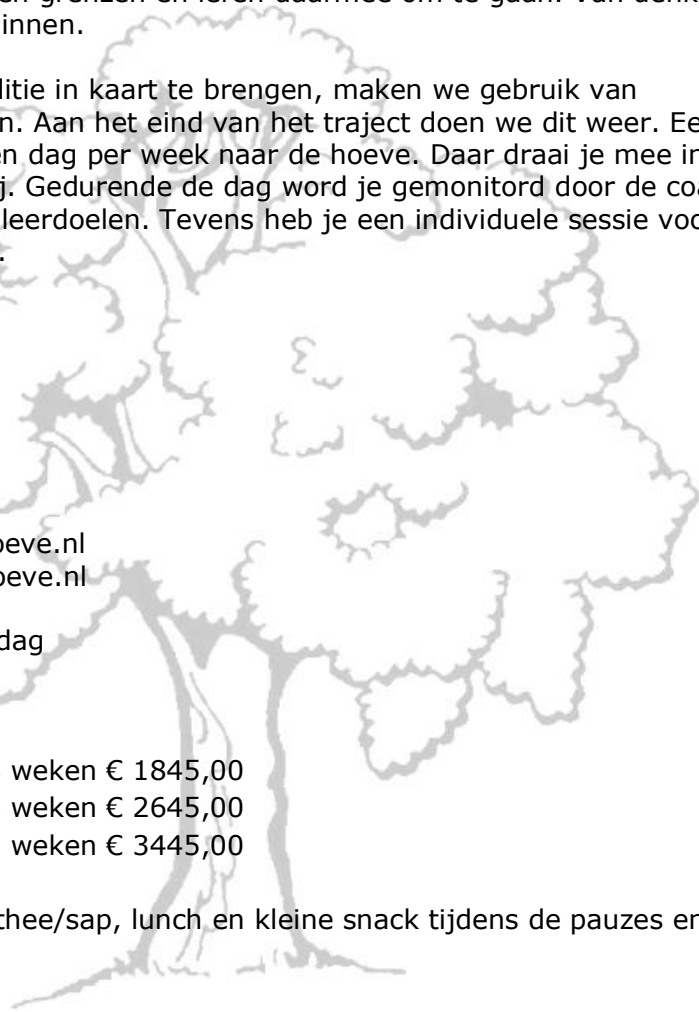 en grenzen en leren daarmee om te gaan. Van denk
innen.
litie in kaart te brengen, maken we gebruik van
n. Aan het eind van het traject doen we dit weer. Ee
en dag per week naar de hoeve. Daar draai je mee in
ij. Gedurende de dag word je gemonitord door de coa
leerdoelen. Tevens heb je een individuele sessie voo
.
oeve.nl
oeve.nl
dag
weken € 1845,00
weken € 2645,00
weken € 3445,00
thee/sap, lunch en kleine snack tijdens de pauzes en